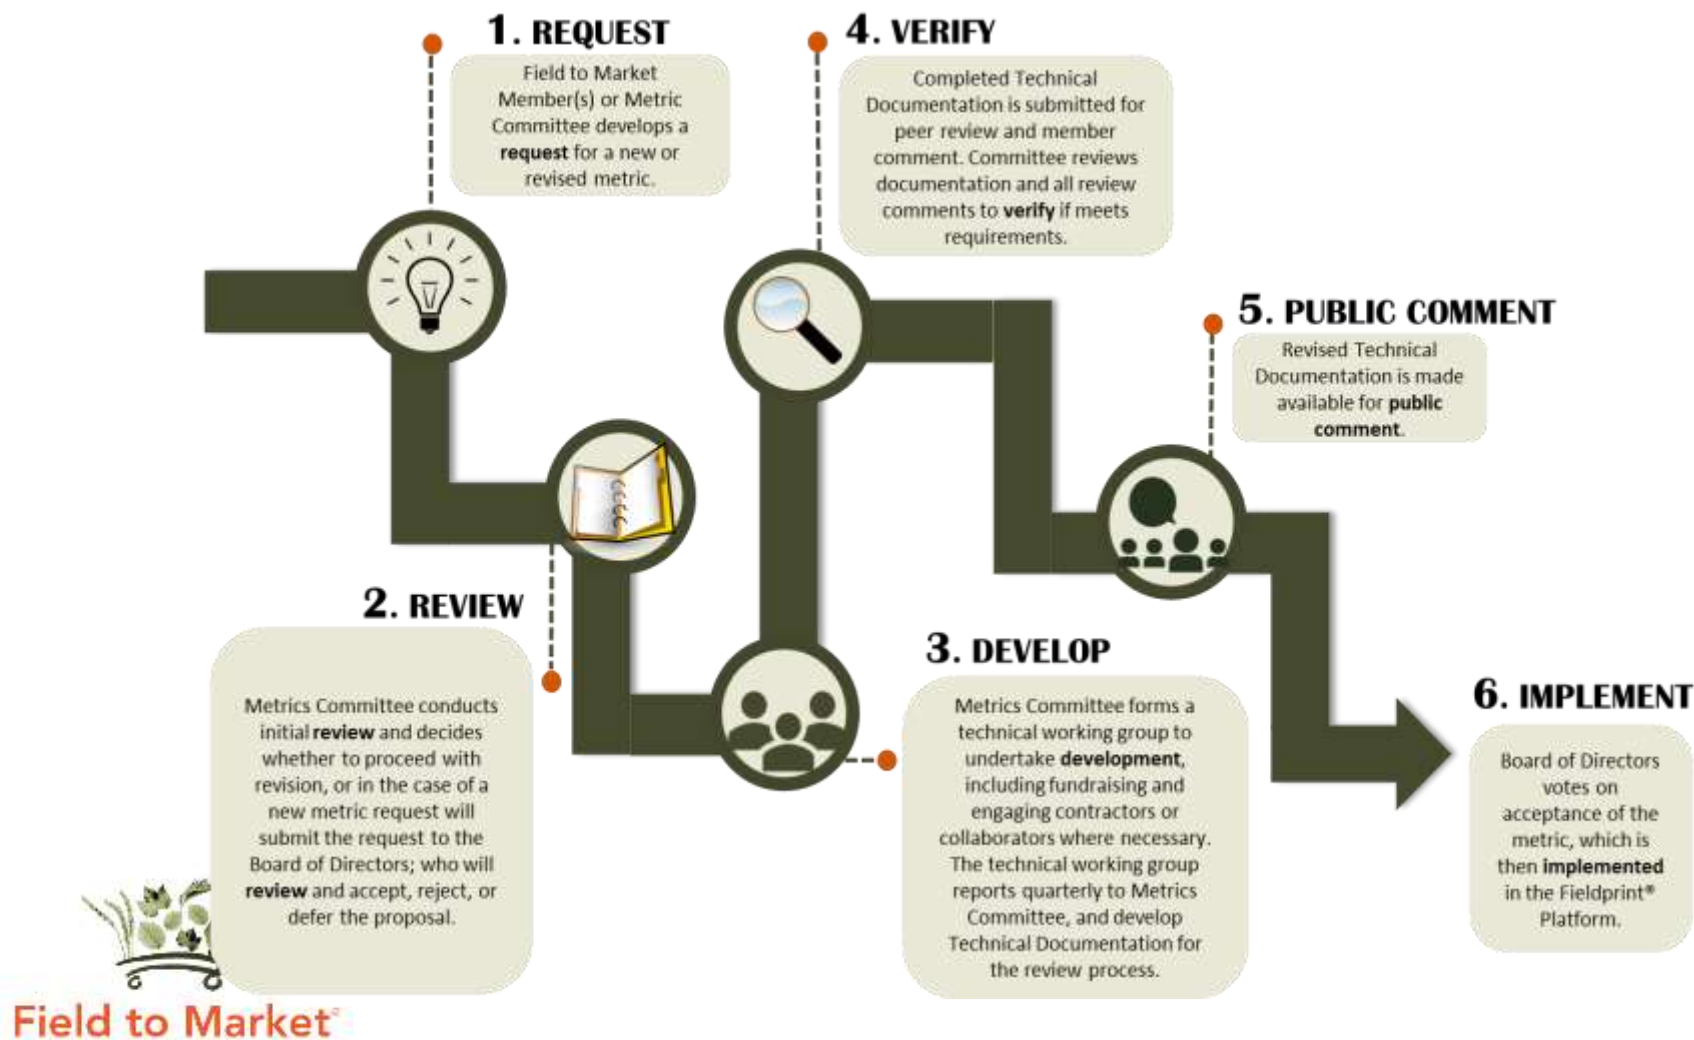 1. REQUEST
Field to Market
Member(s) or Metric
Committee develops a
request for a new or
revised metric.
2. REVIEW
Metrics Committee conducts
initial review and decides
whether to proceed with
revision, or in the case of a
new metric request will
submit the request to the
Board of Directors; who will
review and accept, reject, or
defer the proposal.
3. DEVELOP
Metrics Committee forms a
technical working group to
undertake development,
including fundraising and
engaging contractors or
collaborators where necessary.
The technical working group
reports quarterly to Metrics
Committee, and develop
Technical Documentation for
the review process.
4. VERIFY
Completed Technical
Documentation is submitted for
peer review and member
comment. Committee reviews
documentation and all review
comments to verify if meets
requirements.
5. PUBLIC COMMENT
Revised Technical
Documentation is made
available for public
comment.
6. IMPLEMENT
Board of Directors
votes on
acceptance of the
metric, which is
then implemented
in the Fieldprint®
Platform.
Field to Market